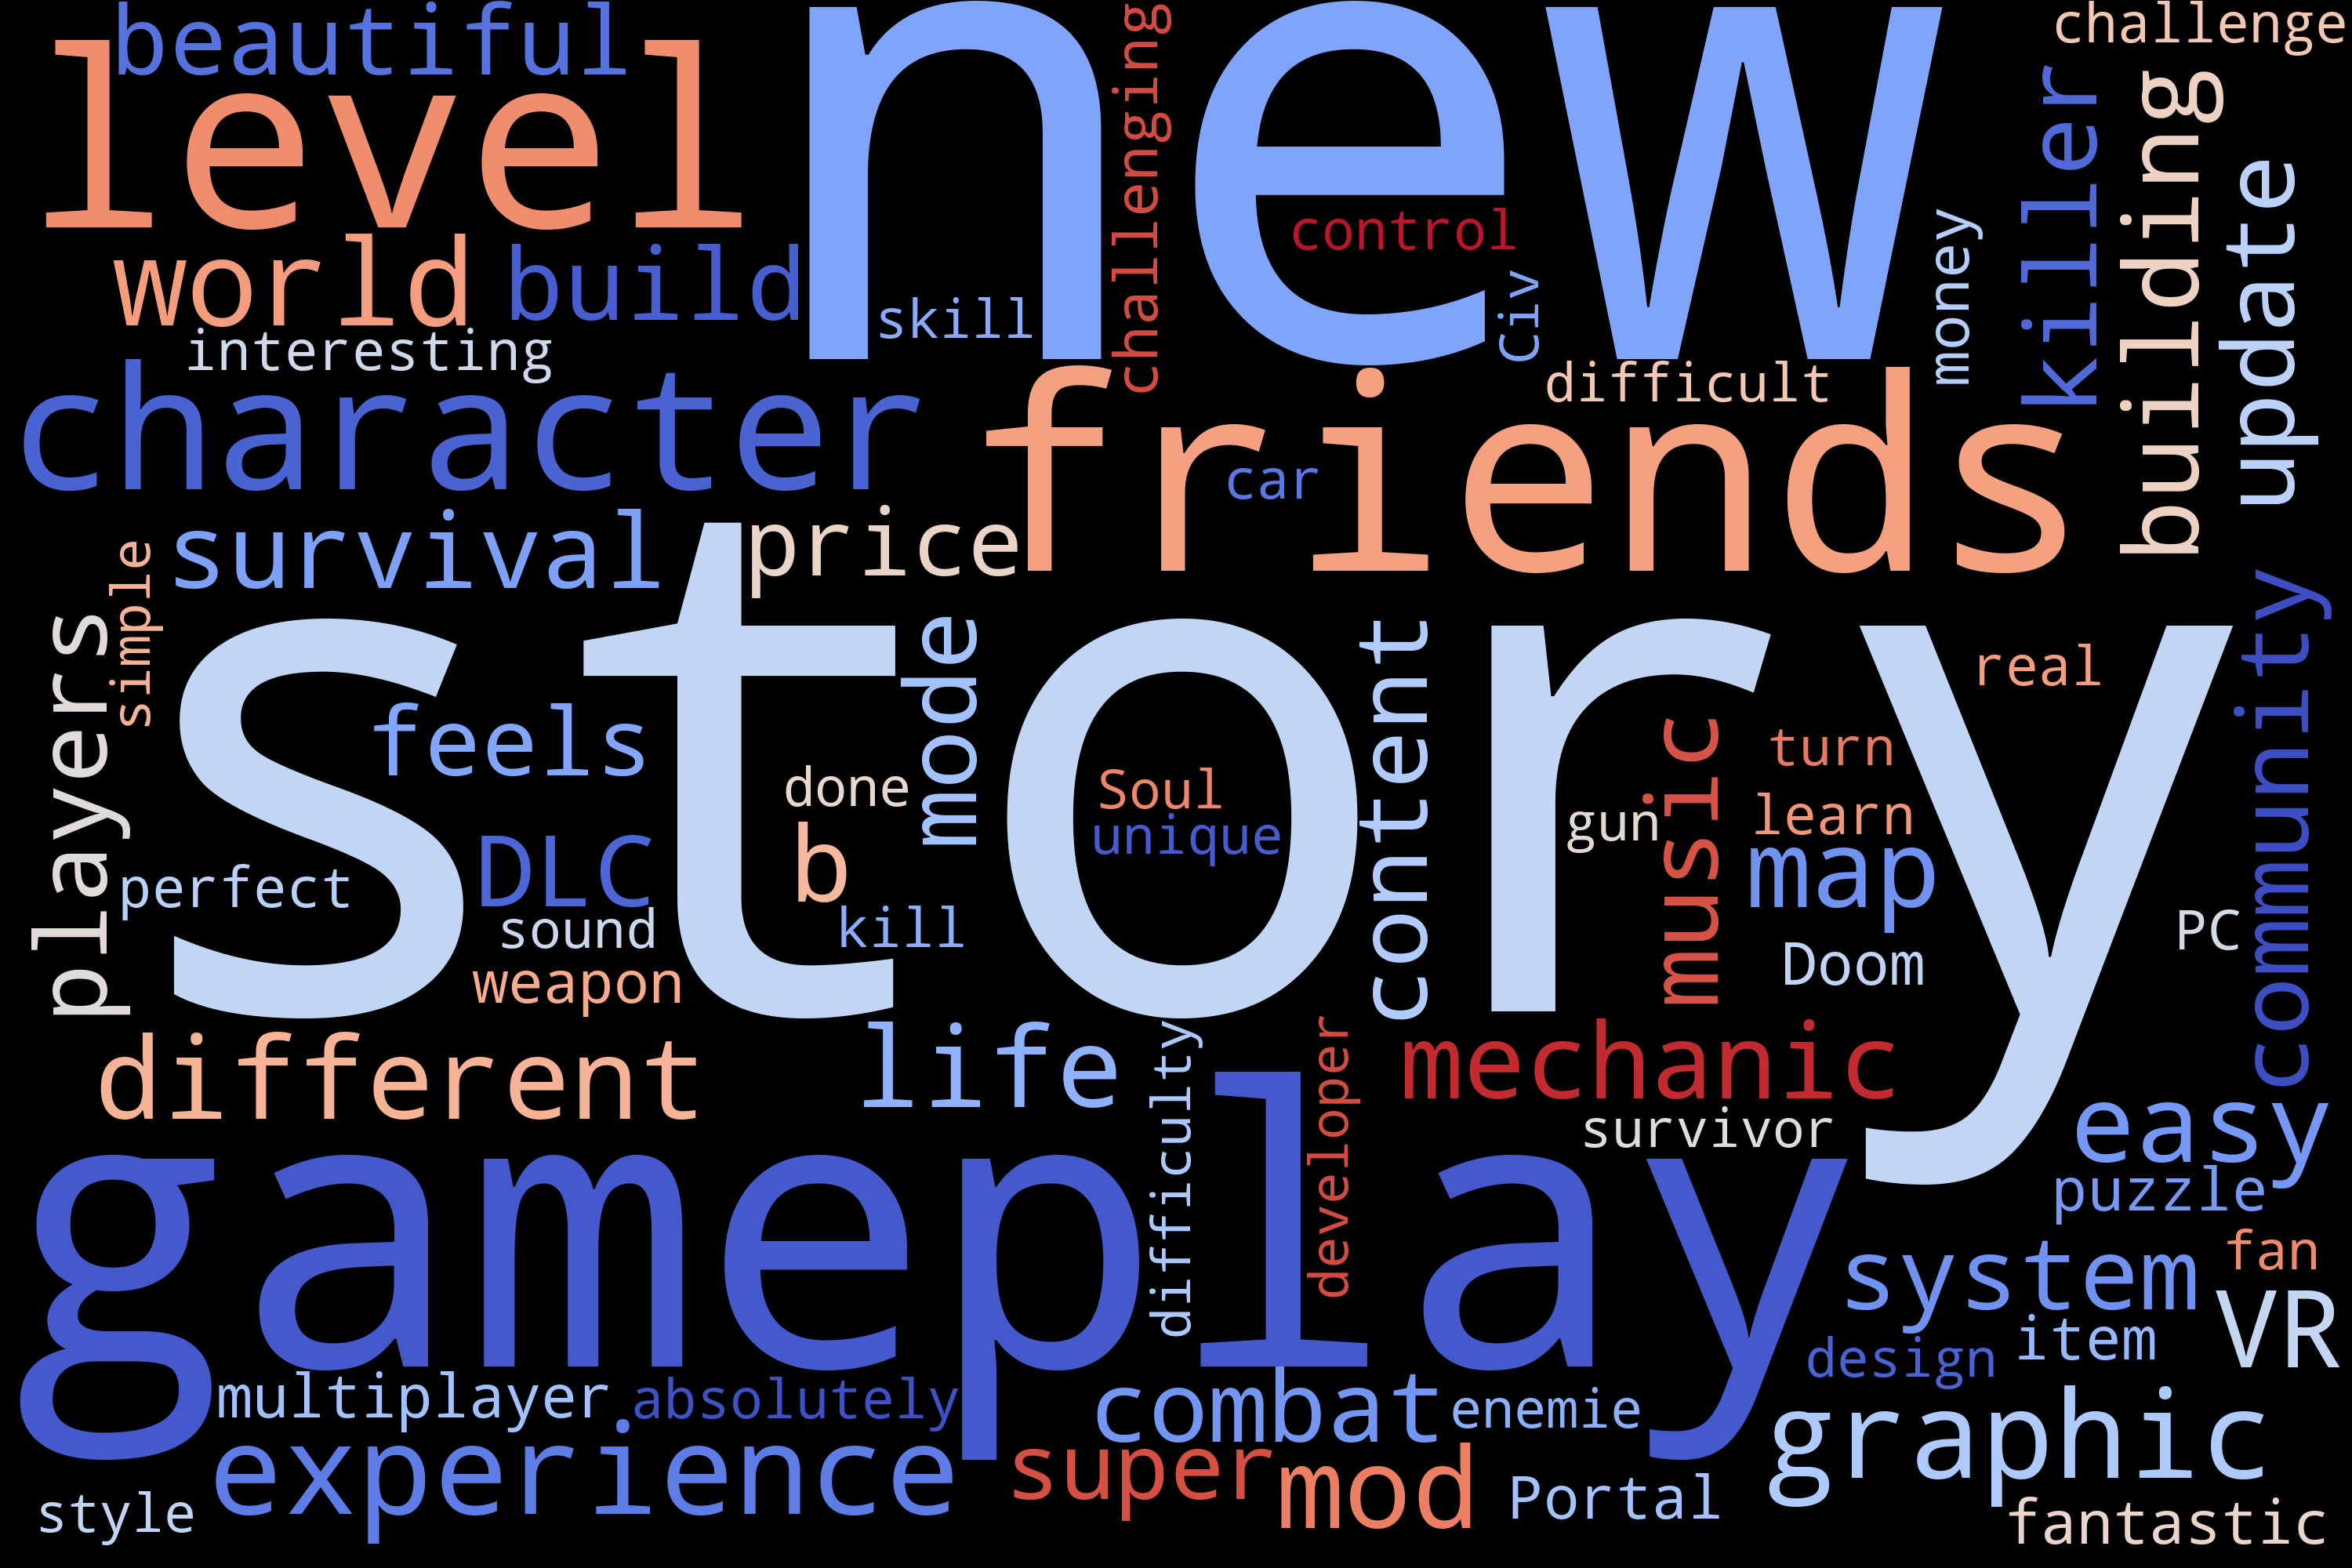 beautiful
level
new
challenging
challenge
killer
building
update
world
build
skill
control
Civ
money
interesting
character
friends
difficult
car
survival
price
simple
players
story
mode
content
real
community
feels
done
Soul
unique
gun
music
turn
learn
map
DLC
b
perfect
sound
kill
weapon
Doom
PC
different
life
difficulty
developer
mechanic
survivor
easy
puzzle
gameplay
system
fan
VR
item
design
multiplayer
absolutely
combat
enemie
graphic
experience
super
mod
Portal
style
fantastic